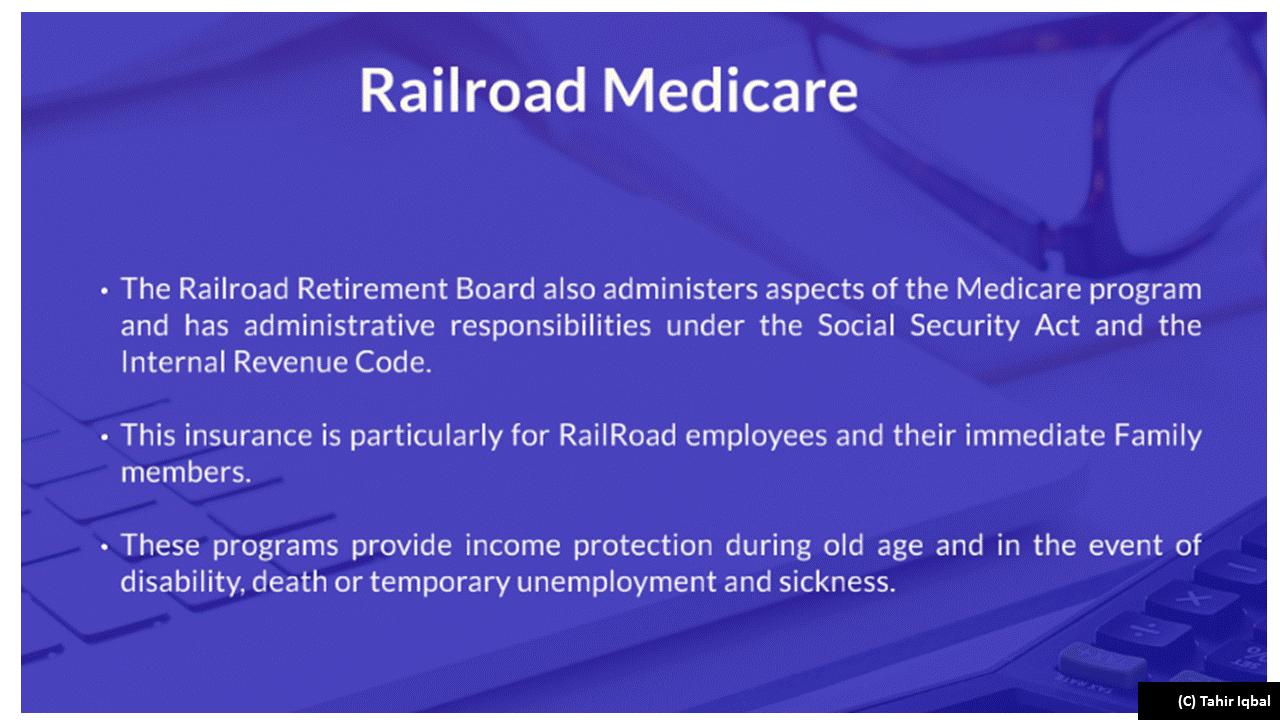 Railroad Medicare
• The Railroad Retirement Board also administers aspects of the Medicare program
and has administrative responsibilities under the Social Security Act and the
Internal Revenue Code.
• This insurance is particularly for RailRoad employees and their immediate Family
members.
• These programs provide income protection during old age and in the event of
disability, death or temporary unemployment and sickness.
(C) Tahir Iqbal